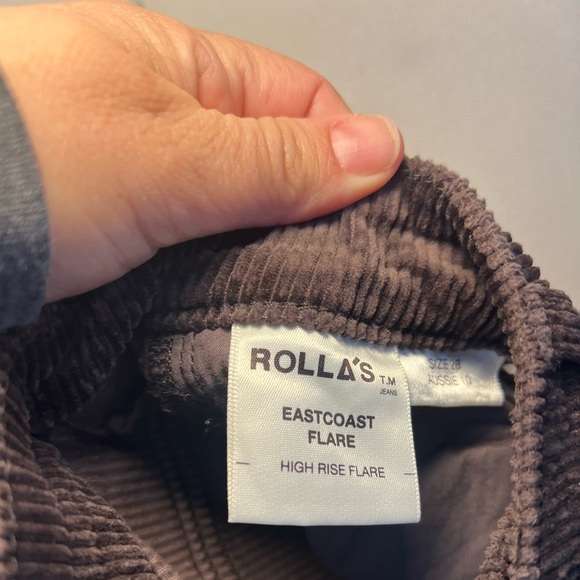 ROLLA'S T.M
JEANS
EASTCOAST
FLARE
HIGH RISE FLARE
SIZE 28
AUSSIE 10